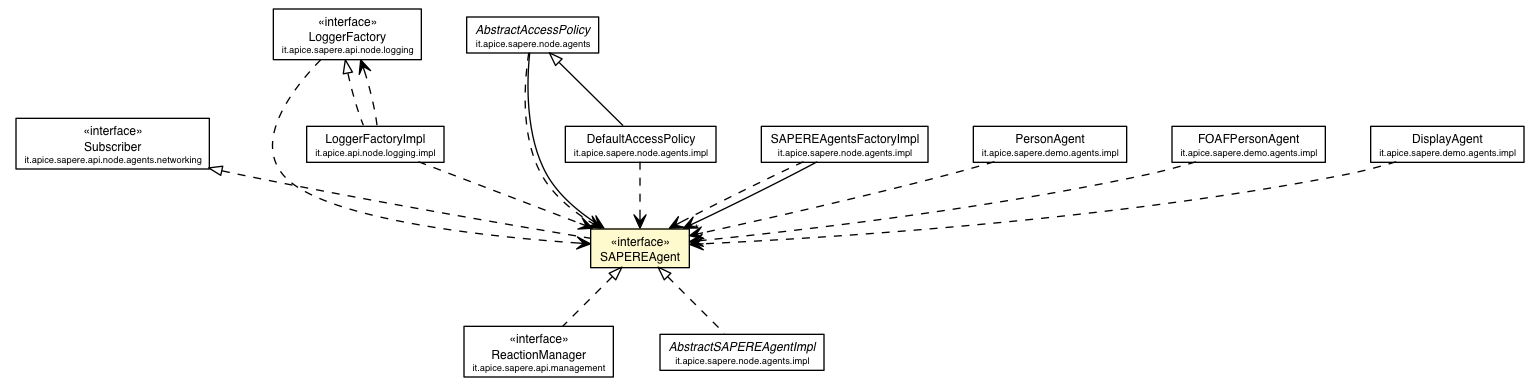 «interface»
LoggerFactory
it.apice.sapere.api.node.logging
AbstractAccessPolicy
it.apice.sapere.node.agents
«interface»
Subscriber
it.apice.sapere.api.node.agents.networking
LoggerFactoryImpl
it.apice.api.node.logging.impl
DefaultAccessPolicy
it.apice.sapere.node.agents.impl
SAPEREAgentsFactoryImpl
it.apice.sapere.node.agents.impl
PersonAgent
it.apice.sapere.demo.agents.impl
FOAFPersonAgent
it.apice.sapere.demo.agents.impl
DisplayAgent
it.apice.sapere.demo.agents.impl
«interface»
SAPEREAgent
«interface»
ReactionManager
it.apice.sapere.api.management
AbstractSAPEREAgentImpl
it.apice.sapere.node.agents.impl